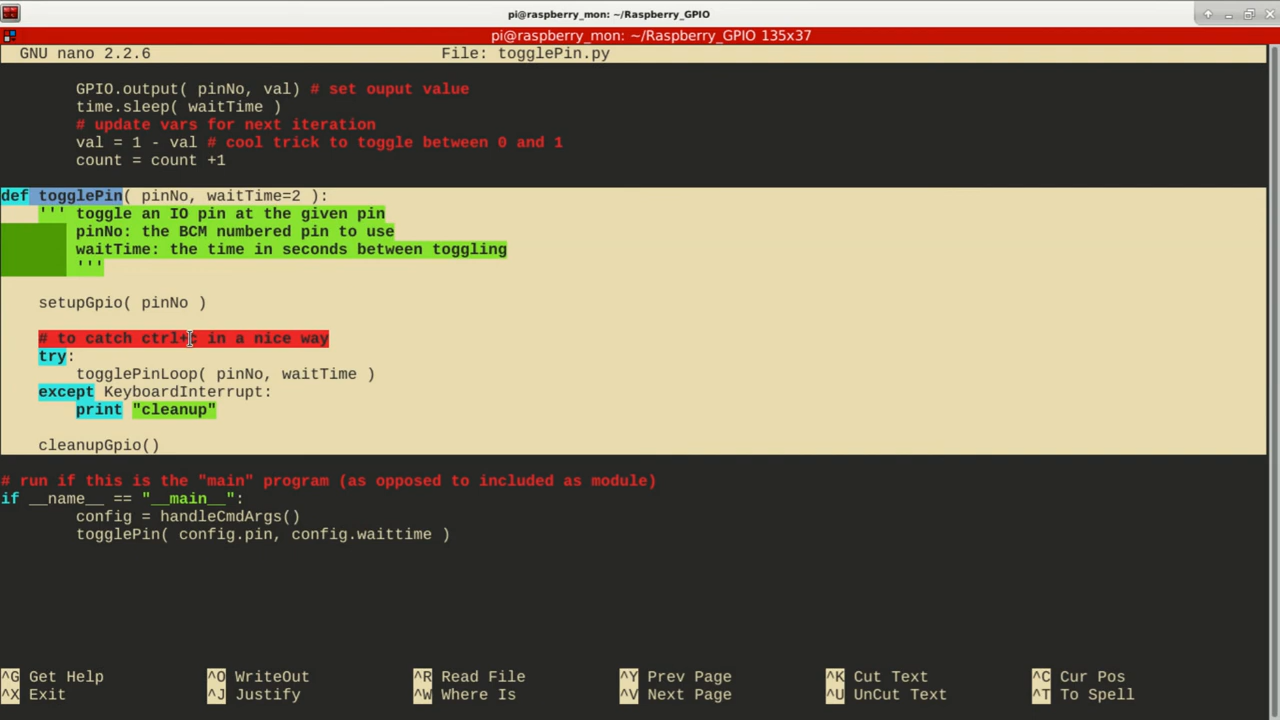 pi@raspberry_mon: ~/Raspberry_GPIO
pi@raspberry_mon: ~/Raspberry_GPIO 135x37
GNU nano 2.2.6 File: togglePin.py
GPIO.output( pinNo, val) # set ouput value
time.sleep( waitTime )
# update vars for next iteration
val = 1 - val # cool trick to toggle between 0 and 1
count = count +1
def togglePin( pinNo, waitTime=2 ):
''' toggle an IO pin at the given pin
pinNo: the BCM numbered pin to use
waitTime: the time in seconds between toggling
'''
setupGpio( pinNo )
# to catch ctrl+c in a nice way
try:
togglePinLoop( pinNo, waitTime )
except KeyboardInterrupt:
print "cleanup"
cleanupGpio()
# run if this is the "main" program (as opposed to included as module)
if __name__ == "__main__":
config = handleCmdArgs()
togglePin( config.pin, config.waittime )
^G Get Help ^O WriteOut ^R Read File ^Y Prev Page ^K Cut Text ^C Cur Pos
^X Exit ^J Justify ^W Where Is ^V Next Page ^U UnCut Text ^T To Spell